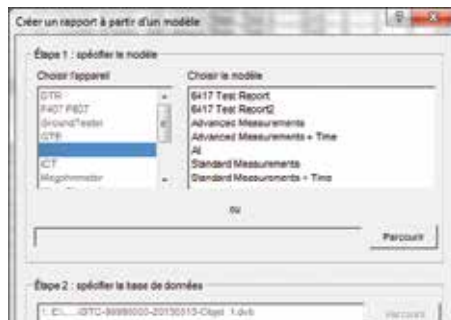 Créer un rapport à partir d'un modèle
Étape 1 : spécifier le modèle
Choisir l'appareil
Choisir le modèle
DTR
F407 F607
GroundTester
GTE
ICT
Megohmmeter
6417 Test Report
6417 Test Report2
Advanced Measurements
Advanced Measurements + Time
All
Standard Measurements
Standard Measurements + Time
ou
Parcourir
Étape 2 : spécifier la base de données
Parcourir